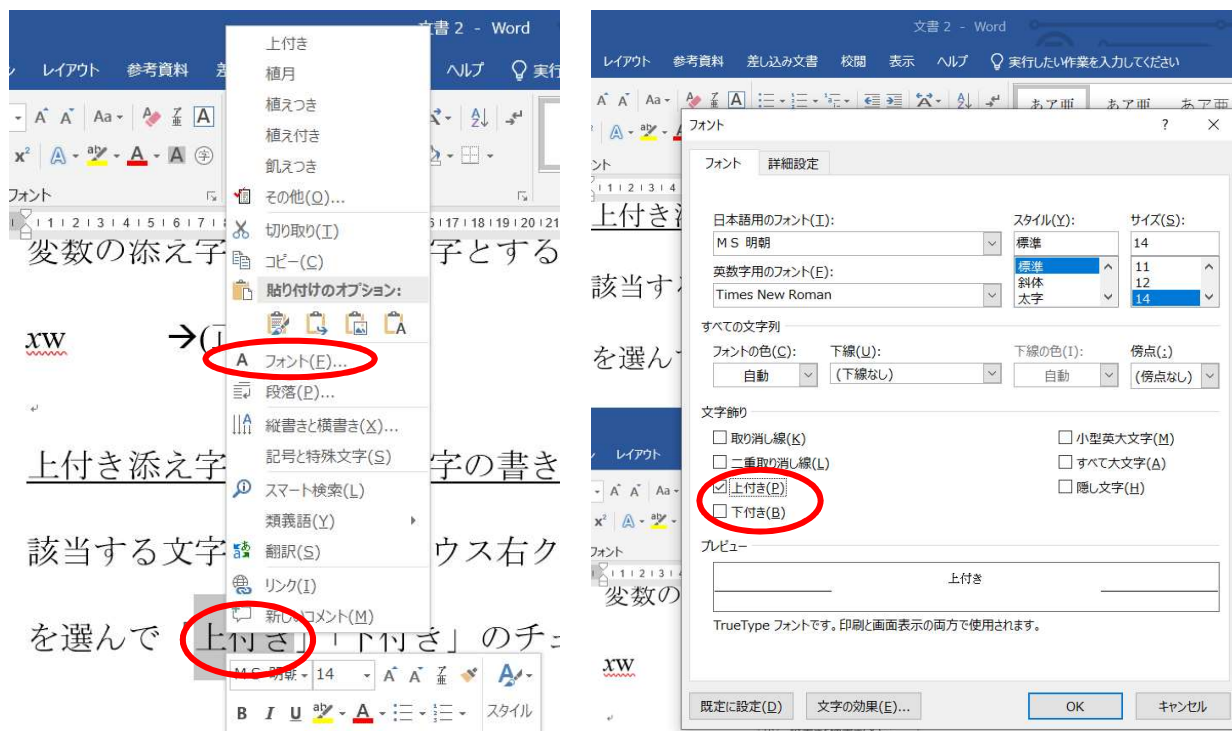 文書 2 - Word
レイアウト 参考資料
ヘルプ 実行
Aa
フォント
変数の添え字
字とする
xw →(
上付き添え字
字の書き
該当する文字
ウス右ク
を選んで「上付き」「下付き」のチェ
上付き
植月
植えつき
植え付き
飢えつき
その他(O)...
切り取り(T)
コピー(C)
貼り付けのオプション:
フォント(F)...
段落(P)...
縦書きと横書き(X)...
記号と特殊文字(S)
スマート検索(L)
類義語(Y)
翻訳(S)
リンク(I)
新しいコメント(M)
MS 明朝 14
B I U スタイル
文書 2 - Word
レイアウト 参考資料 差し込み文書 校閲 表示 ヘルプ 実行したい作業を入力してください
Aa あア亜 あア亜 あア亜
フォント ? ×
フォント 詳細設定
日本語用のフォント(T): スタイル(Y): サイズ(S):
MS 明朝 標準 14
英数字用のフォント(F): 標準 11
斜体 12
Times New Roman 太字 14
すべての文字列
フォントの色(C): 下線(U): 下線の色(I): 傍点(;)
自動 (下線なし) 自動 (傍点なし)
文字飾り
取り消し線(K) 小型英大文字(M)
二重取り消し線(L) すべて大文字(A)
上付き(P) 隠し文字(H)
下付き(B)
プレビュー
上付き
TrueType フォントです。印刷と画面表示の両方で使用されます。
既定に設定(D) 文字の効果(E)... OK キャンセル
上付き
該当す
を選ん
レイアウト
Aa
フォント
変数の
xw